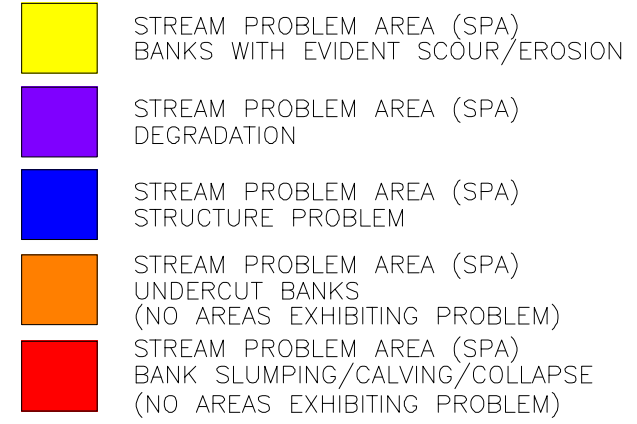 STREAM PROBLEM AREA (SPA)
BANKS WITH EVIDENT SCOUR/EROSION
STREAM PROBLEM AREA (SPA)
DEGRADATION
STREAM PROBLEM AREA (SPA)
STRUCTURE PROBLEM
STREAM PROBLEM AREA (SPA)
UNDERCUT BANKS
(NO AREAS EXHIBITING PROBLEM)
STREAM PROBLEM AREA (SPA)
BANK SLUMPING/CALVING/COLLAPSE
(NO AREAS EXHIBITING PROBLEM)